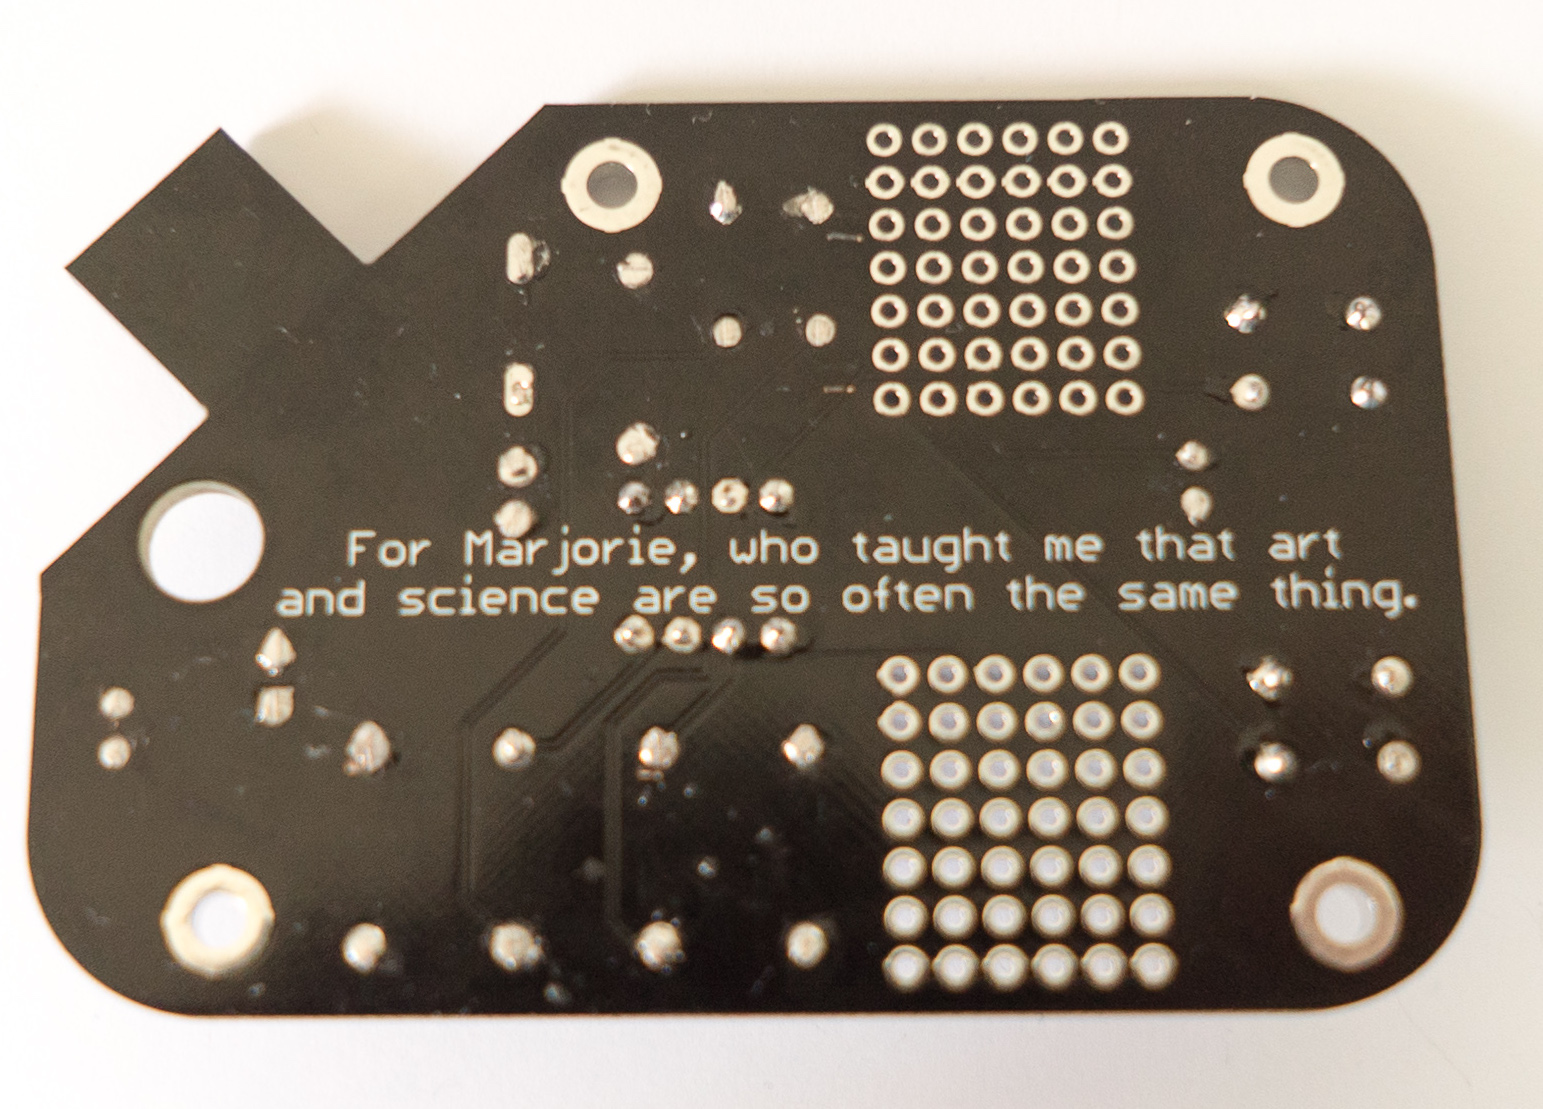 For Marjorie, who taught me that art
and science are so often the same thing.